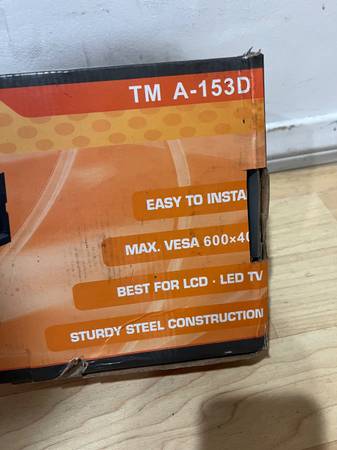 TM A-153D
EASY TO INSTA
MAX. VESA 600×40
BEST FOR LCD · LED TV
STURDY STEEL CONSTRUCTION